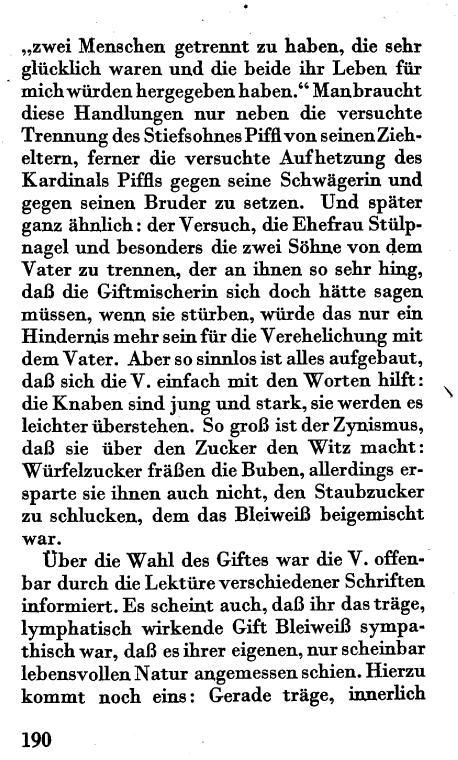 „zwei Menschen getrennt zu haben, die sehr
glücklich waren und die beide ihr Leben für
mich würden hergegeben haben.“ Man braucht
diese Handlungen nur neben die versuchte
Trennung des Stiefsohnes Piffl von seinen Zieh-
eltern, ferner die versuchte Aufhetzung des
Kardinals Piffls gegen seine Schwägerin und
gegen seinen Bruder zu setzen. Und später
ganz ähnlich: der Versuch, die Ehefrau Stülp-
nagel und besonders die zwei Söhne von dem
Vater zu trennen, der an ihnen so sehr hing,
daß die Giftmischerin sich doch hätte sagen
müssen, wenn sie stürben, würde das nur ein
Hindernis mehr sein für die Verehelichung mit
dem Vater. Aber so sinnlos ist alles aufgebaut,
daß sich die V. einfach mit den Worten hilft:
die Knaben sind jung und stark, sie werden es
leichter überstehen. So groß ist der Zynismus,
daß sie über den Zucker den Witz macht:
Würfelzucker fräßen die Buben, allerdings er-
sparte sie ihnen auch nicht, den Staubzucker
zu schlucken, dem das Bleiweiß beigemischt
war.
Über die Wahl des Giftes war die V. offen-
bar durch die Lektüre verschiedener Schriften
informiert. Es scheint auch, daß ihr das träge,
lymphatisch wirkende Gift Bleiweiß sympa-
thisch war, daß es ihrer eigenen, nur scheinbar
lebensvollen Natur angemessen schien. Hierzu
kommt noch eins: Gerade träge, innerlich
190